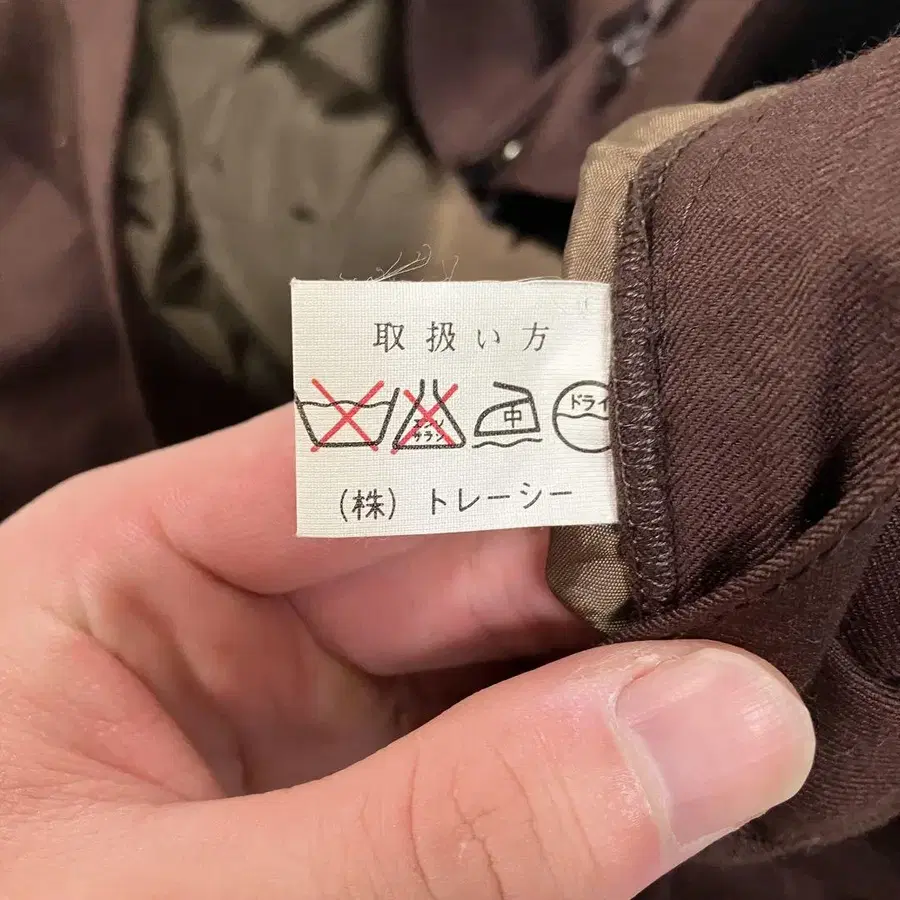 取扱い方
エンソ
サラシ
中
ドライ
(株) トレーシー